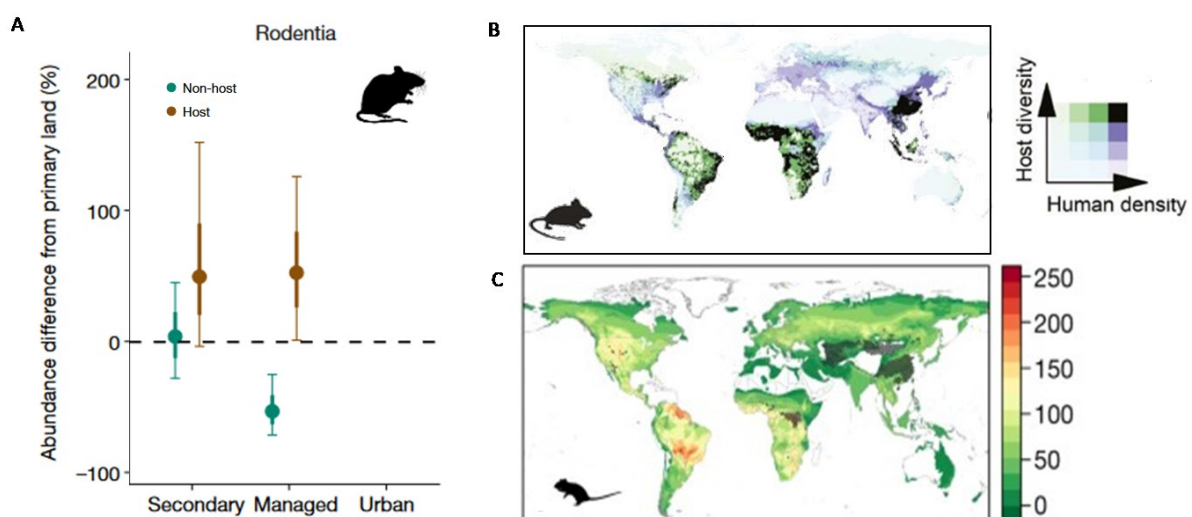 A
Rodentia
Abundance difference from primary land (%)
200
100
0
−100
Non-host
Host
Secondary Managed Urban
B
Host diversity
Human density
C
250
200
150
100
50
0